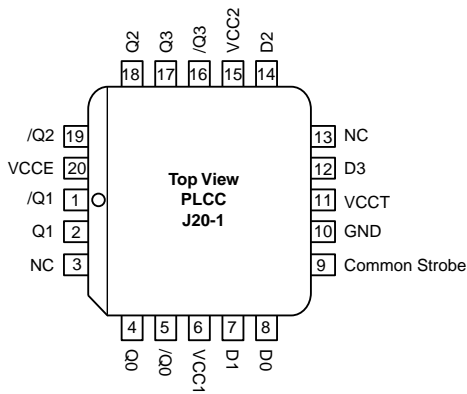 Q2
Q3
/Q3
VCC2
D2
18
17
16
15
14
/Q2 19
VCCE 20
/Q1 1
Q1 2
NC 3
Top View
PLCC
J20-1
13 NC
12 D3
11 VCCT
10 GND
9 Common Strobe
4
5
6
7
8
Q0
/Q0
VCC1
D1
D0